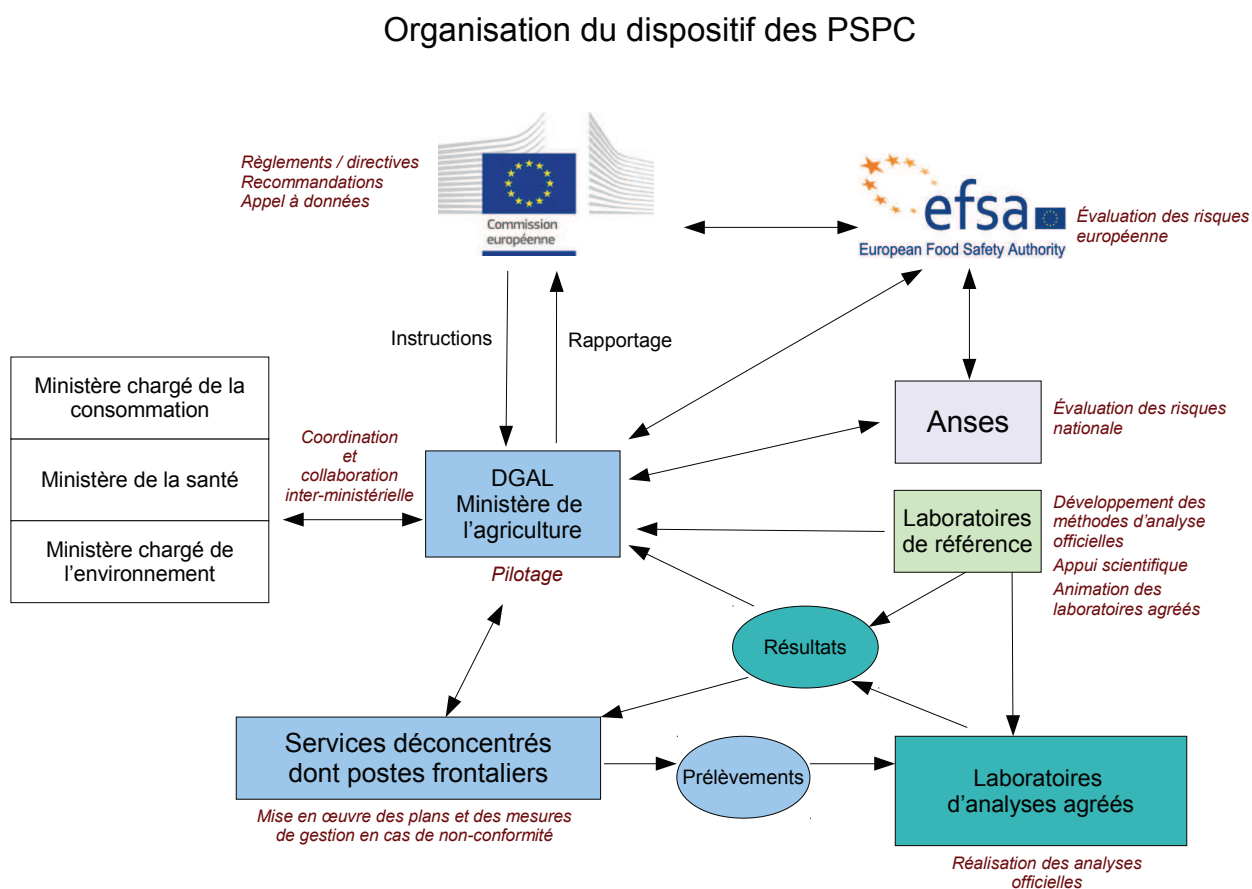 Organisation du dispositif des PSPC
Règlements / directives
Recommandations
Appel à données
Commission
européenne
efsa
European Food Safety Authority
Évaluation des risques
européenne
Instructions
Rapportage
Ministère chargé de la
consommation
Ministère de la santé
Ministère chargé de
l'environnement
Coordination
et
collaboration
inter-ministérielle
DGAL
Ministère de
l'agriculture
Pilotage
Anses
Évaluation des risques
nationale
Laboratoires
de référence
Développement des
méthodes d'analyse
officielles
Appui scientifique
Animation des
laboratoires agréés
Résultats
Services déconcentrés
dont postes frontaliers
Mise en œuvre des plans et des mesures
de gestion en cas de non-conformité
Prélèvements
Laboratoires
d'analyses agréés
Réalisation des analyses
officielles